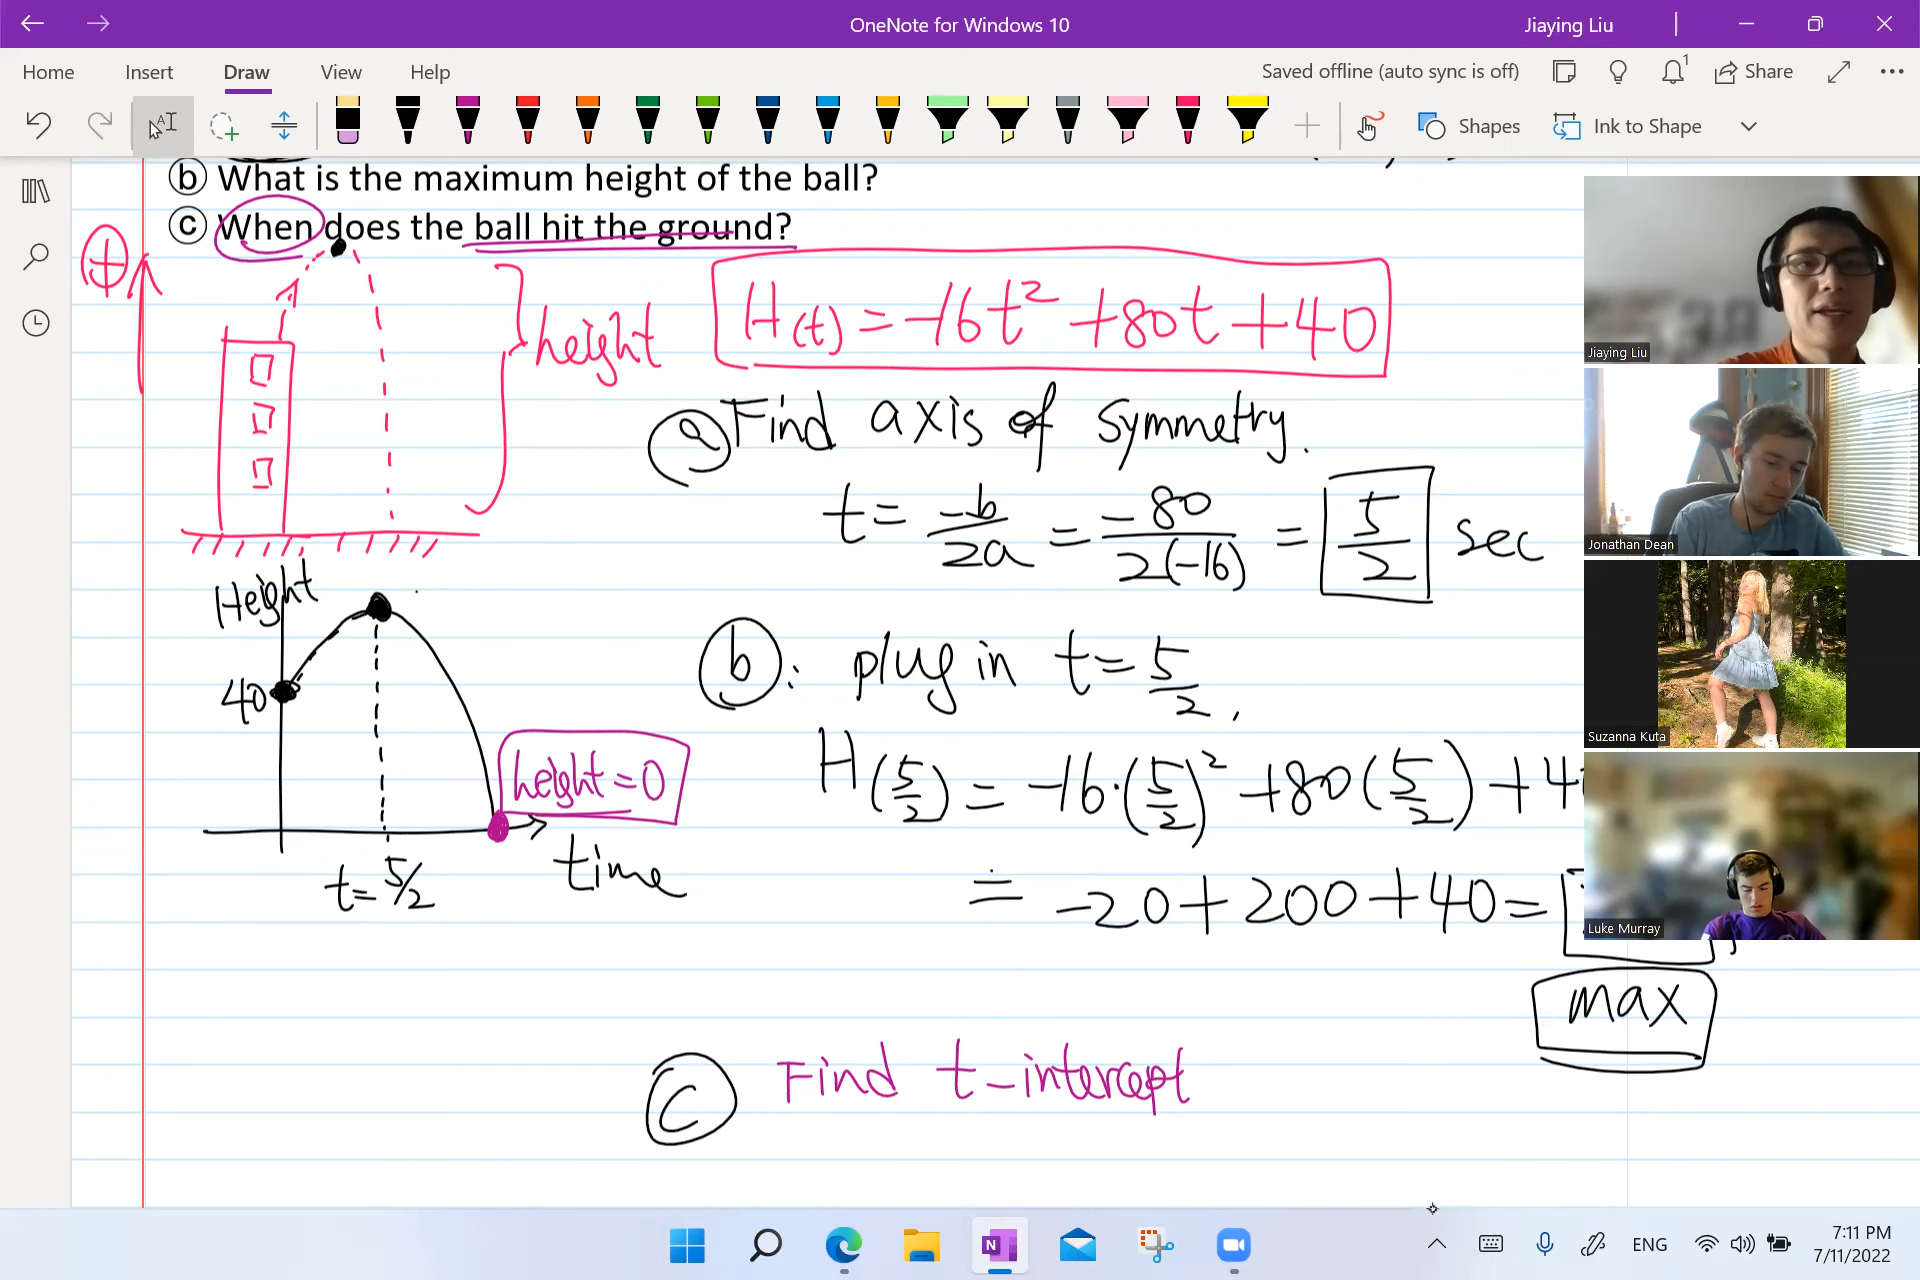 OneNote for Windows 10
Jiaying Liu
Home Insert Draw View Help
Saved offline (auto sync is off)
1
Share
Shapes
Ink to Shape
ⓑ What is the maximum height of the ball?
ⓒ When does the ball hit the ground?
+
height
H(t) = -16t² + 80t + 40
ⓐ Find axis of symmetry.
t = -b/2a = -80/2(-16) = 5/2 sec
Height
40
height = 0
time
t = 5/2
ⓑ: plug in t = 5/2,
H(5/2) = -16·(5/2)² + 80(5/2) + 4
= -20 + 200 + 40 =
max
ⓒ Find t-intercept
Jiaying Liu
Jonathan Dean
Suzanna Kuta
Luke Murray
ENG
7:11 PM
7/11/2022